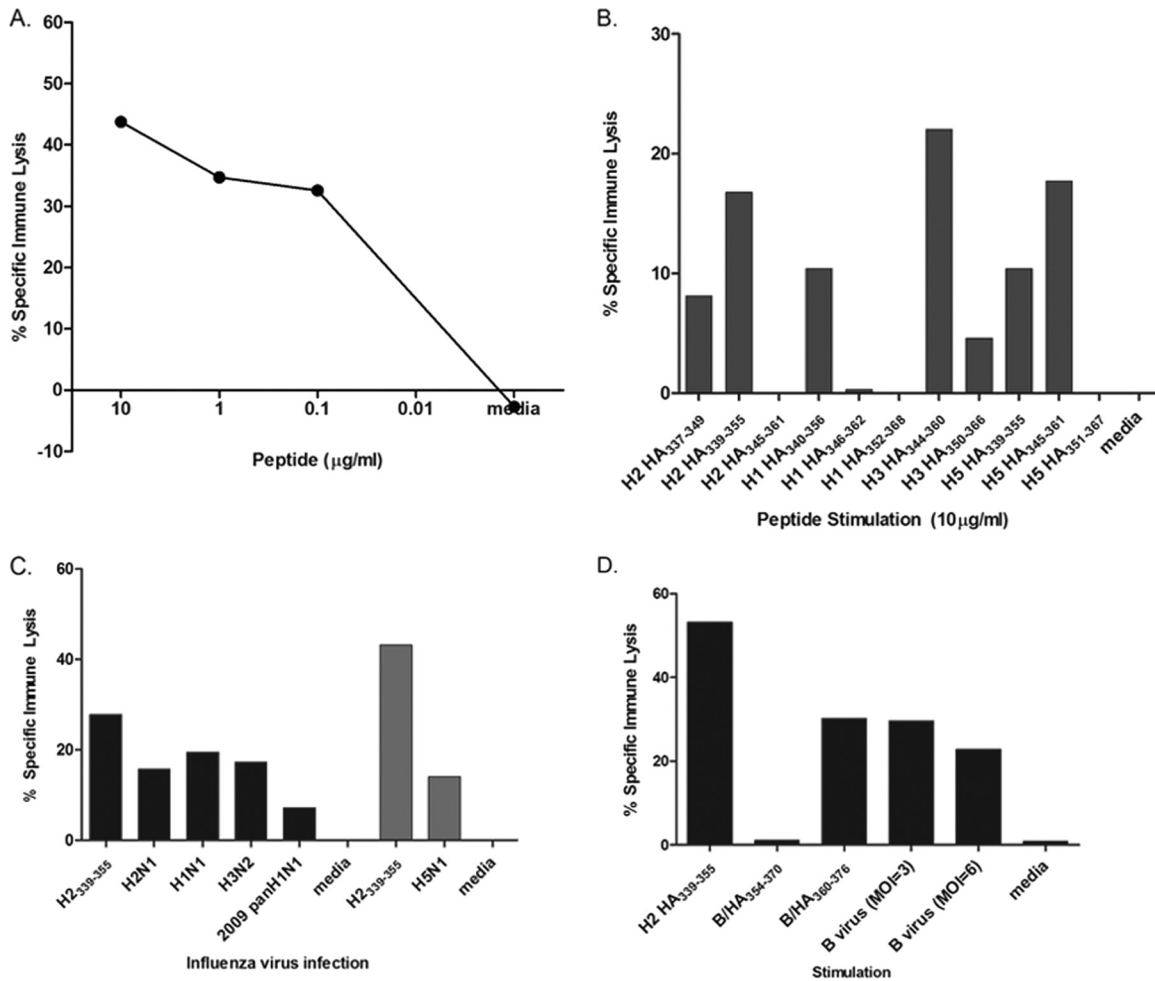 A.
60
50
40
30
20
10
0
-10
% Specific Immune Lysis
10 1 0.1 0.01 media
Peptide (μg/ml)
B.
30
20
10
0
% Specific Immune Lysis
H2 HA337-349
H2 HA339-355
H2 HA345-361
H1 HA340-356
H1 HA346-362
H1 HA352-368
H3 HA344-360
H3 HA350-366
H5 HA339-355
H5 HA345-361
H5 HA351-367
media
Peptide Stimulation (10μg/ml)
C.
60
40
20
0
% Specific Immune Lysis
H2339-355
H2N1
H1N1
H3N2
2009 panH1N1
media
H2339-355
H5N1
media
Influenza virus infection
D.
60
40
20
0
% Specific Immune Lysis
H2 HA339-355
B/HA354-370
B/HA360-376
B virus (MOI=3)
B virus (MOI=6)
media
Stimulation